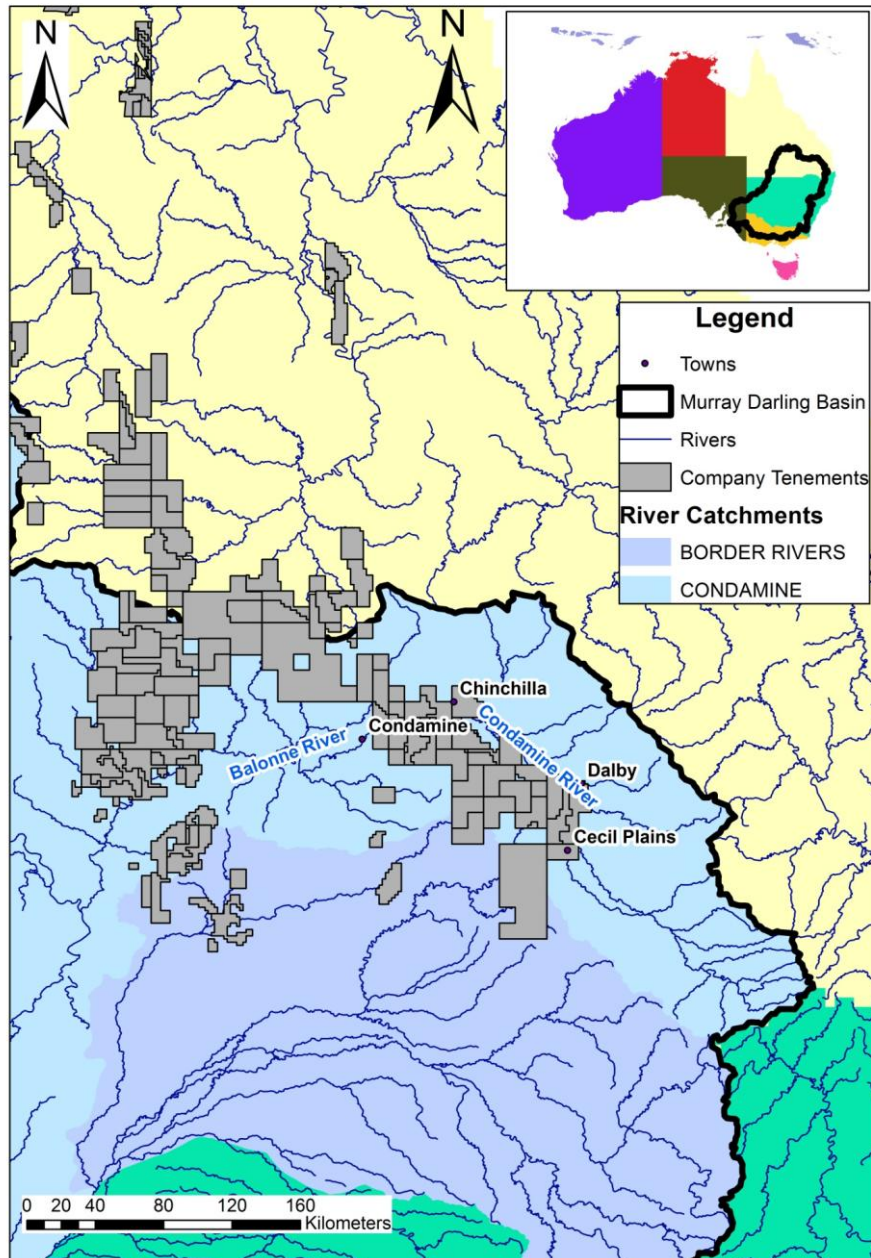 N
N
Legend
Towns
Murray Darling Basin
Rivers
Company Tenements
River Catchments
BORDER RIVERS
CONDAMINE
Chinchilla
Condamine
Balonne River
Condamine River
Dalby
Cecil Plains
0 20 40 80 120 160
Kilometers